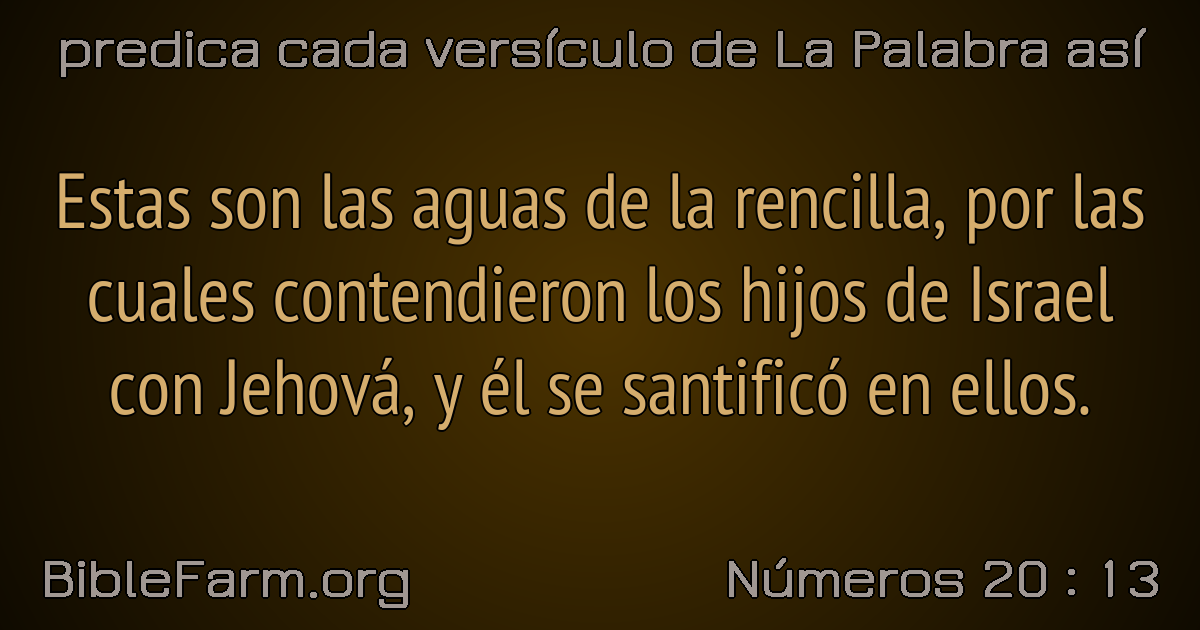 predica cada versículo de La Palabra así
Estas son las aguas de la rencilla, por las
cuales contendieron los hijos de Israel
con Jehová, y él se santificó en ellos.
BibleFarm.org
Números 20 : 13